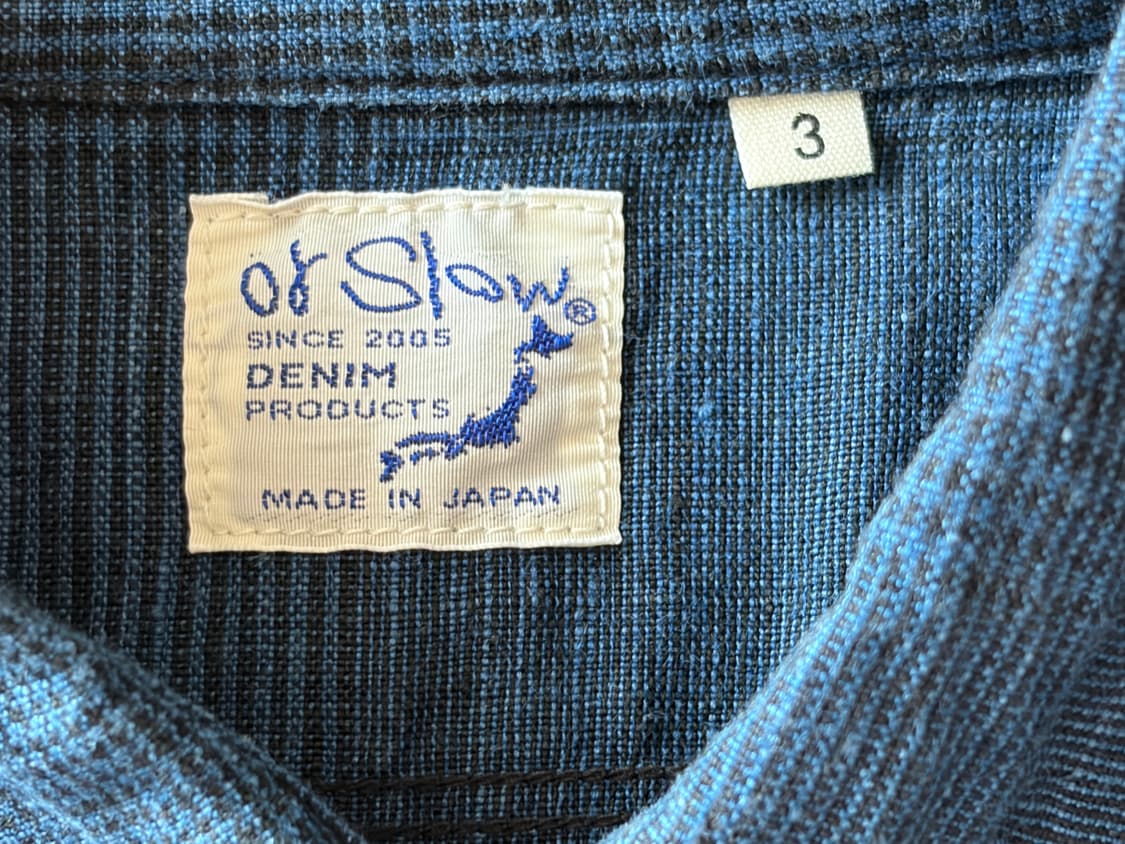 3
or Slow®
SINCE 2005
DENIM
PRODUCTS
MADE IN JAPAN